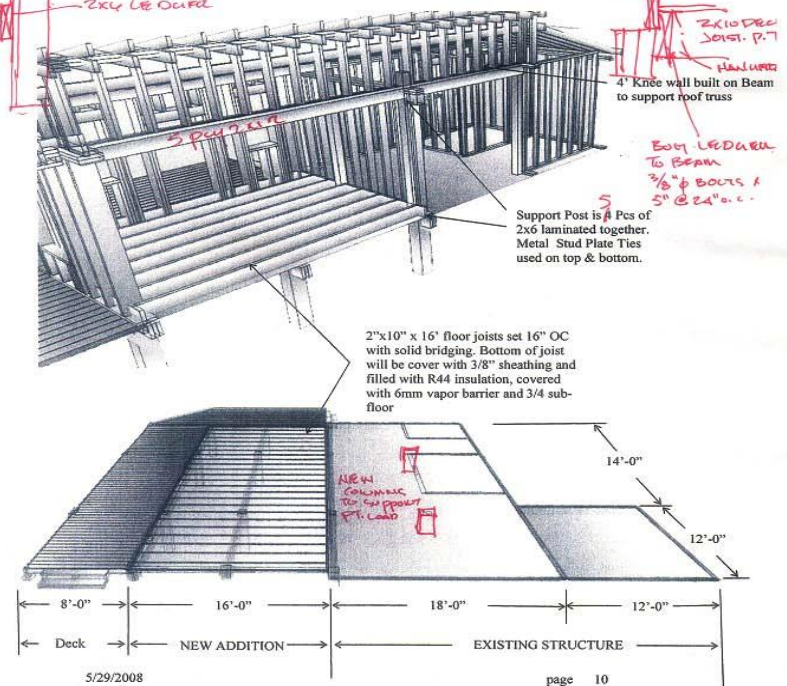 2x4 LEDGER
2x10 DECK
JOIST. P.7
HANGER
4' Knee wall built on Beam
to support roof truss
5 PLY 2x12
BOLT LEDGER
TO BEAM
3/8" φ BOLTS x
5" @ 24" o.c.
5
Support Post is 4 Pcs of
2x6 laminated together.
Metal Stud Plate Ties
used on top & bottom.
2"x10" x 16' floor joists set 16" OC
with solid bridging. Bottom of joist
will be cover with 3/8" sheathing and
filled with R44 insulation, covered
with 6mm vapor barrier and 3/4 sub-
floor
14'-0"
NEW
COLUMNS
TO SUPPORT
PT. LOAD
12'-0"
8'-0" 16'-0" 18'-0" 12'-0"
Deck NEW ADDITION EXISTING STRUCTURE
5/29/2008 page 10